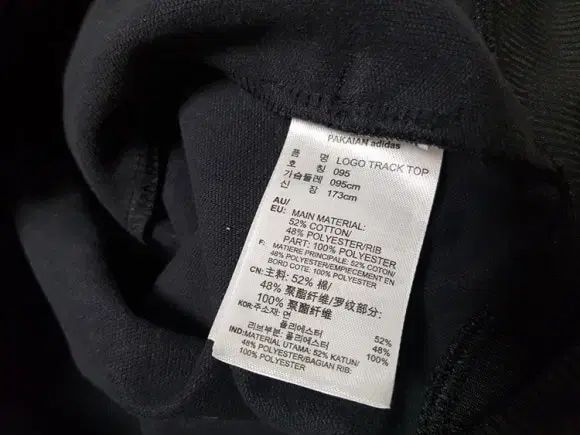 PAKAIAN adidas
품 명 LOGO TRACK TOP
호 칭 095
가슴둘레 095cm
신 장 173cm
AU/
EU: MAIN MATERIAL:
52% COTTON/
48% POLYESTER/RIB
PART: 100% POLYESTER
F: MATIERE PRINCIPALE: 52% COTON/
48% POLYESTER/EMPIECEMENT EN
BORD COTE: 100% POLYESTER
CN: 主料: 52% 棉/
48% 聚酯纤维/罗纹部分:
100% 聚酯纤维
KOR: 주소재: 면 52%
폴리에스터 48%
리브부분: 폴리에스터 100%
IND: MATERIAL UTAMA: 52% KATUN/
48% POLYESTER/BAGIAN RIB:
100% POLYESTER